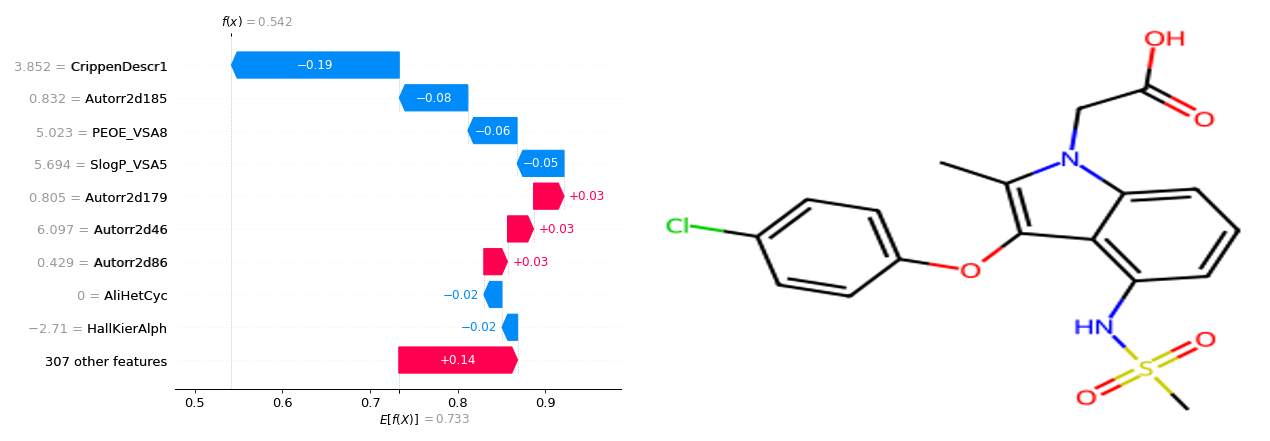 f(x) = 0.542
3.852 = CrippenDescr1
−0.19
0.832 = Autorr2d185
−0.08
5.023 = PEOE_VSA8
−0.06
5.694 = SlogP_VSA5
−0.05
0.805 = Autorr2d179
+0.03
6.097 = Autorr2d46
+0.03
0.429 = Autorr2d86
+0.03
0 = AliHetCyc
−0.02
−2.71 = HallKierAlph
−0.02
307 other features
+0.14
0.5 0.6 0.7 0.8 0.9
E[f(X)] = 0.733
OH
O
N
Cl
O
HN
O
S
O